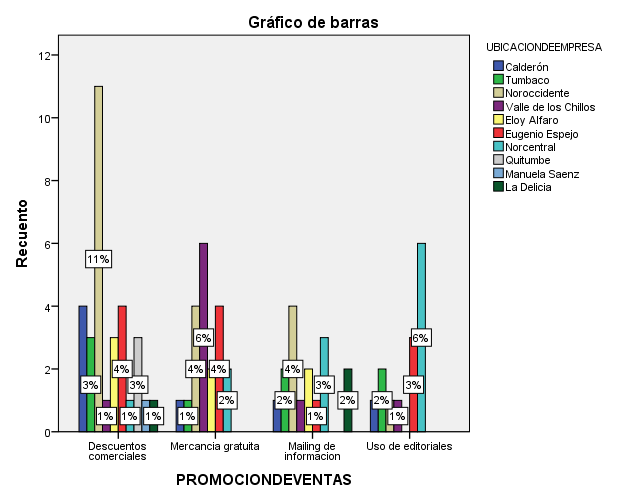 Gráfico de barras
UBICACIONDEEMPRESA
Calderón
Tumbaco
Noroccidente
Valle de los Chillos
Eloy Alfaro
Eugenio Espejo
Norcentral
Quitumbe
Manuela Saenz
La Delicia
Recuento
12
10
8
6
4
2
0
11%
3%
1%
4%
1%
3%
1%
1%
4%
6%
4%
2%
2%
4%
1%
3%
2%
1%
3%
6%
Descuentos
comerciales
Mercancia gratuita
Mailing de
informacion
Uso de editoriales
PROMOCIONDEVENTAS